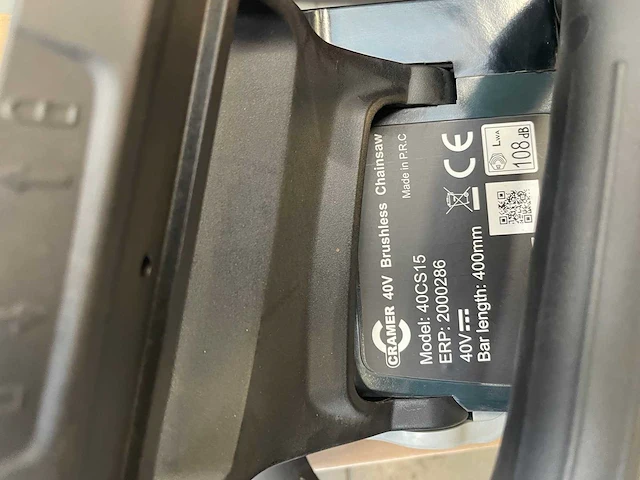 CRAMER
40V Brushless Chainsaw
Made in P.R.C
Model: 40CS15
ERP: 2000286
40V
Bar length: 400mm
CE
LWA
108 dB